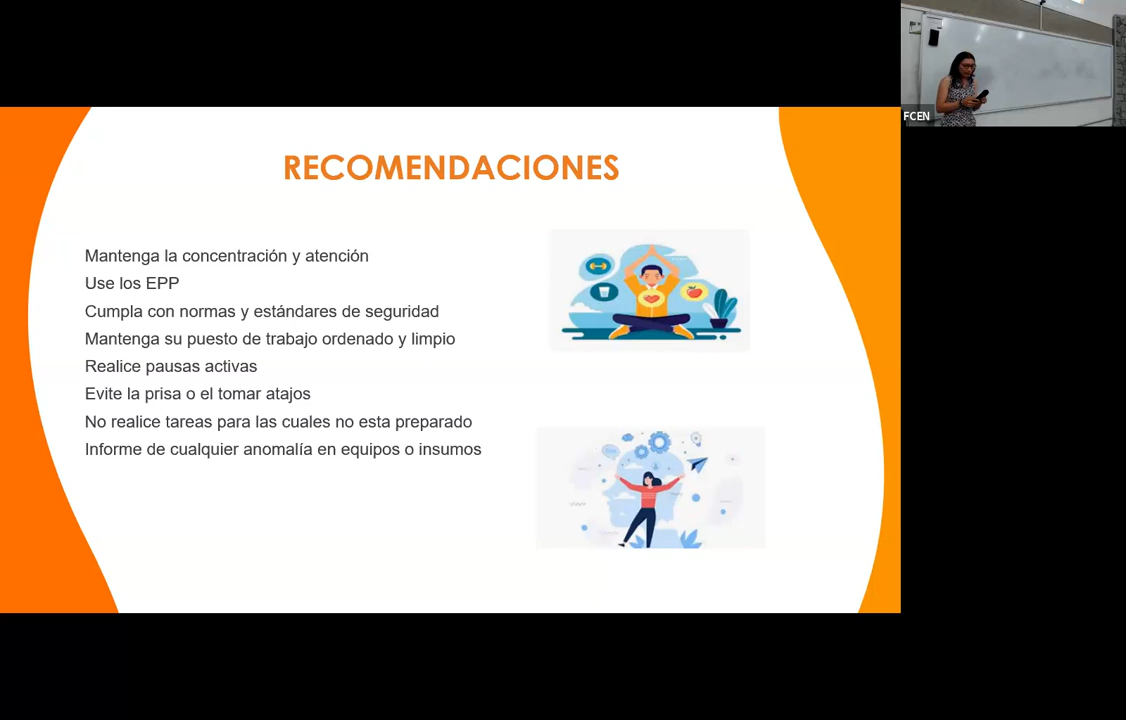 FCEN
RECOMENDACIONES
Mantenga la concentración y atención
Use los EPP
Cumpla con normas y estándares de seguridad
Mantenga su puesto de trabajo ordenado y limpio
Realice pausas activas
Evite la prisa o el tomar atajos
No realice tareas para las cuales no esta preparado
Informe de cualquier anomalía en equipos o insumos